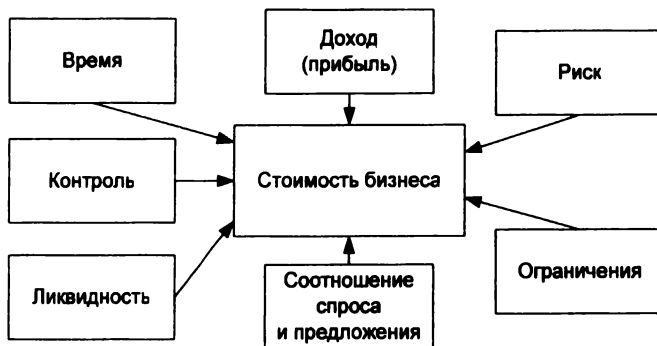 Время
Доход
(прибыль)
Риск
Контроль
Стоимость бизнеса
Ликвидность
Соотношение
спроса
и предложения
Ограничения